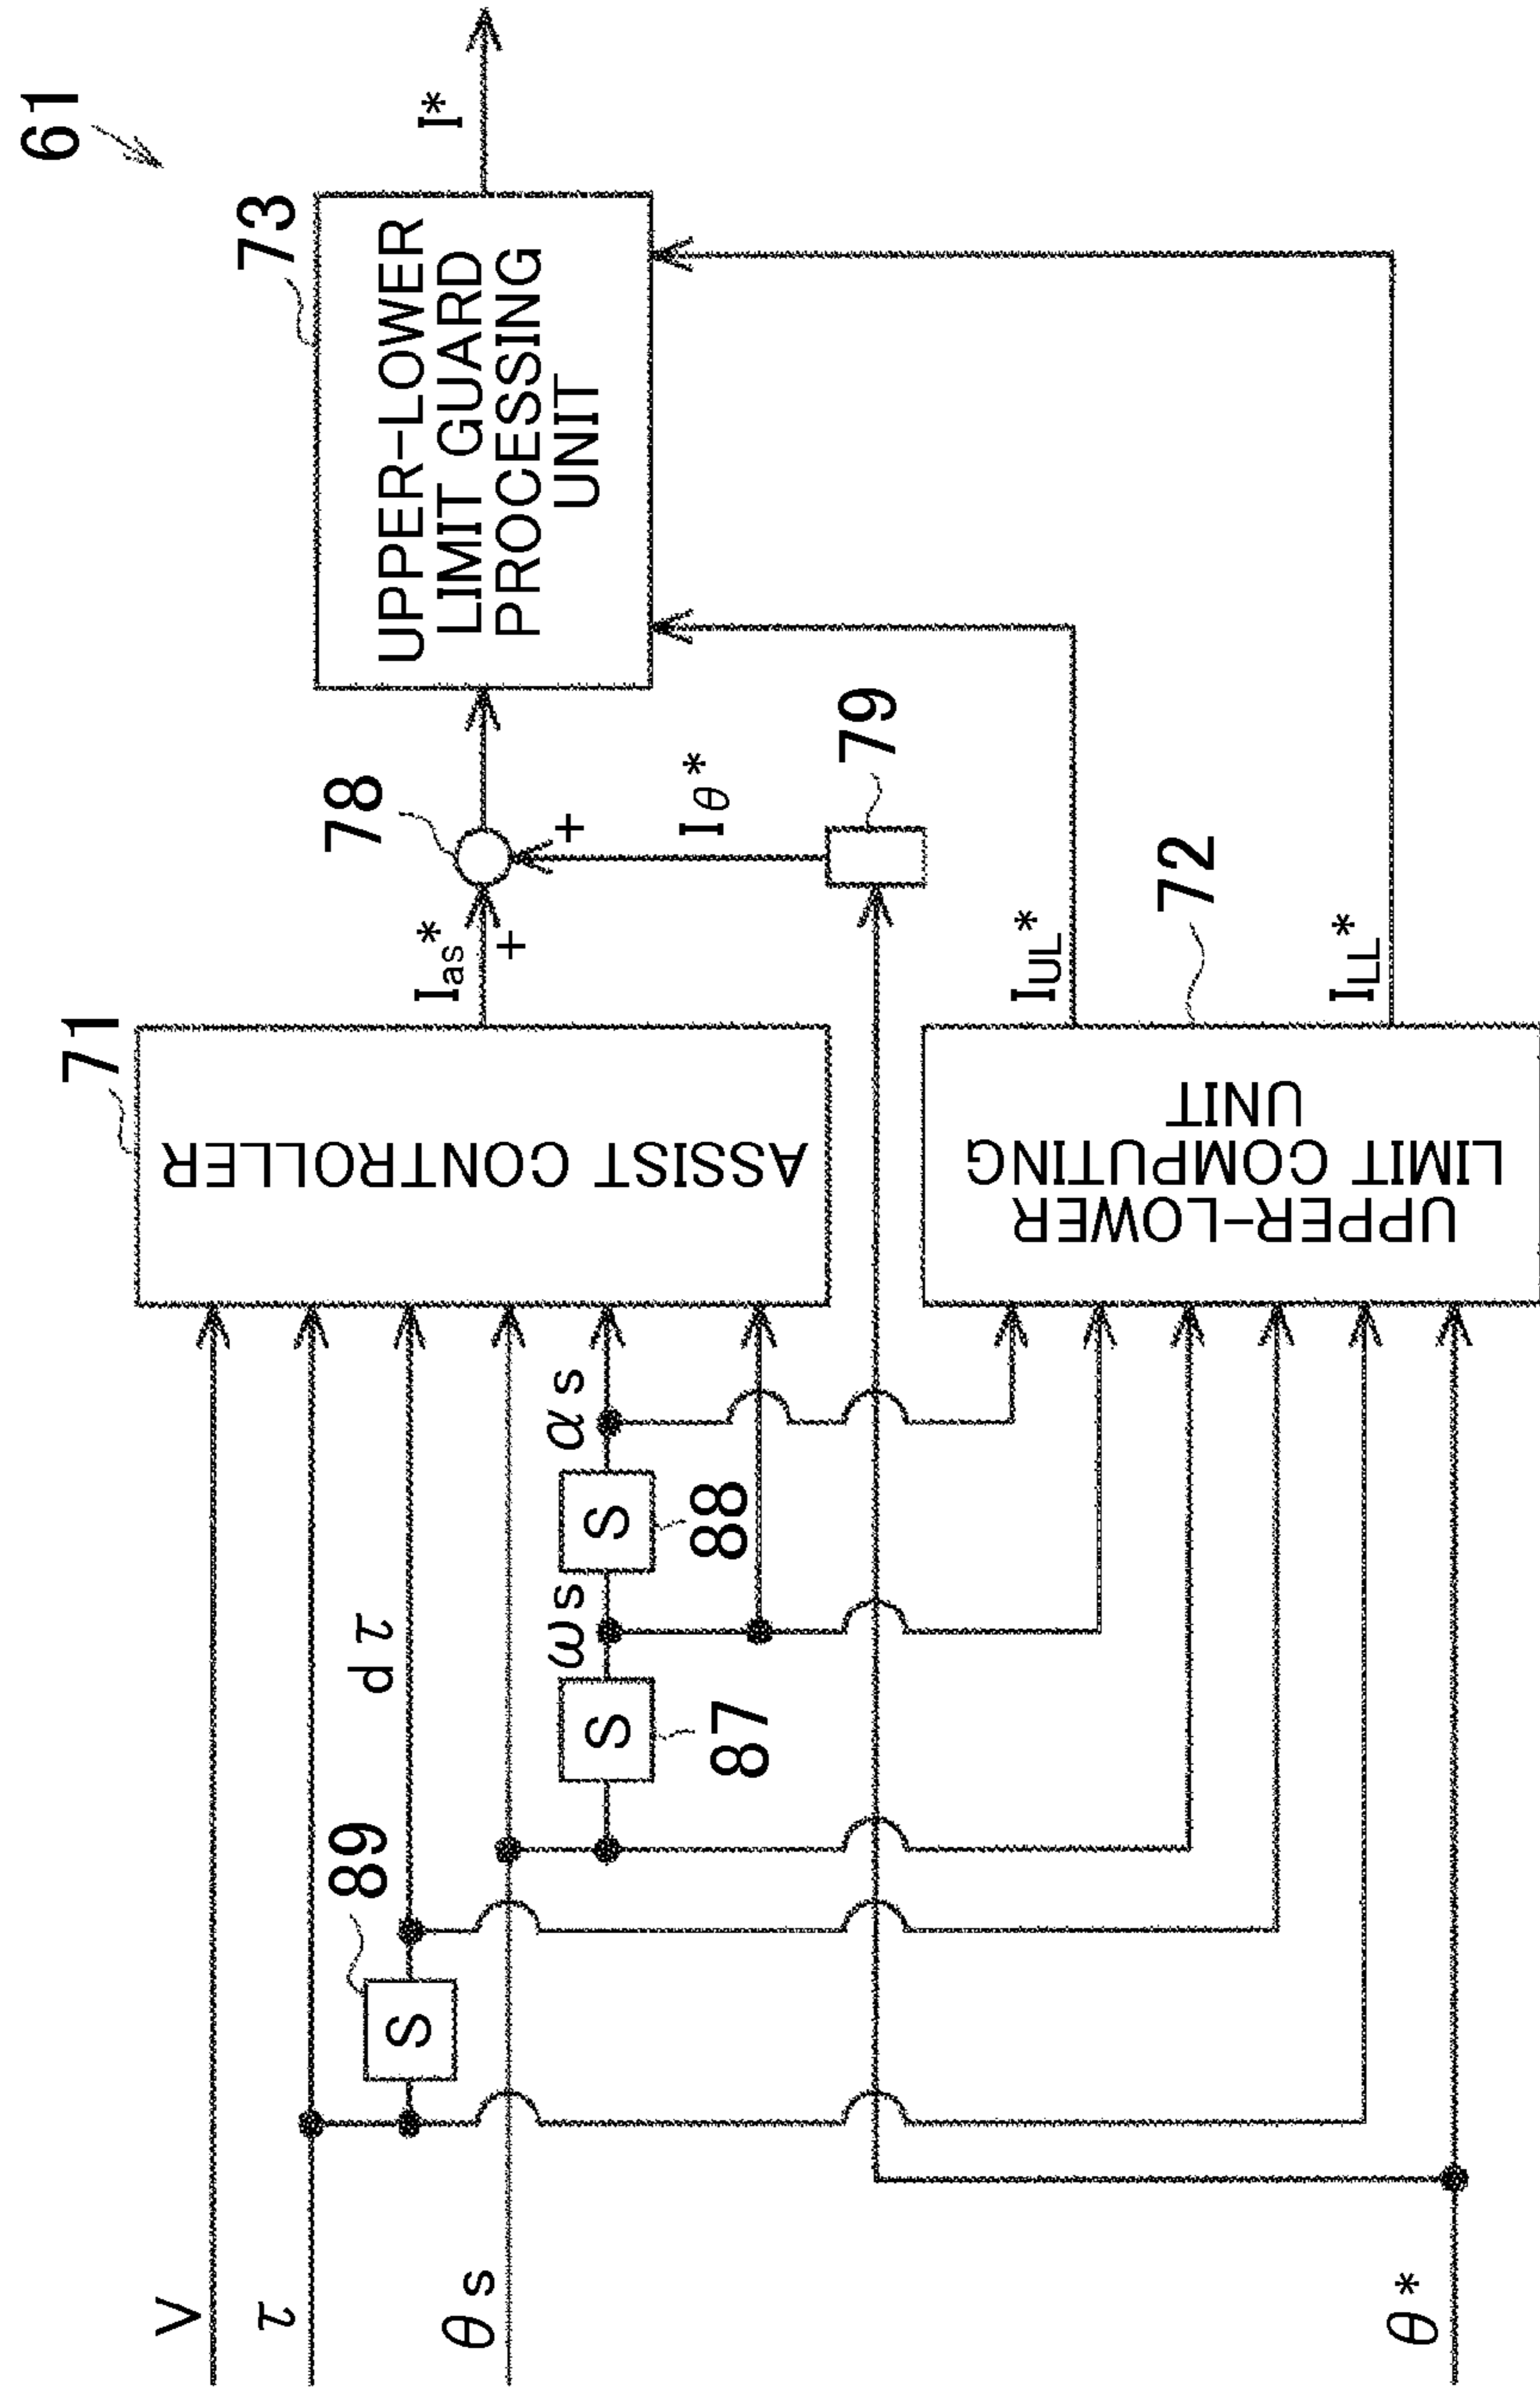 61
V
τ
θs
θ*
89
S
τp
87
S
ωs
88
S
αs
71
ASSIST CONTROLLER
Ias*
+
78
+
Iθ*
79
72
UPPER-LOWER
LIMIT COMPUTING
UNIT
IUL*
ILL*
73
UPPER-LOWER
LIMIT GUARD
PROCESSING
UNIT
I*